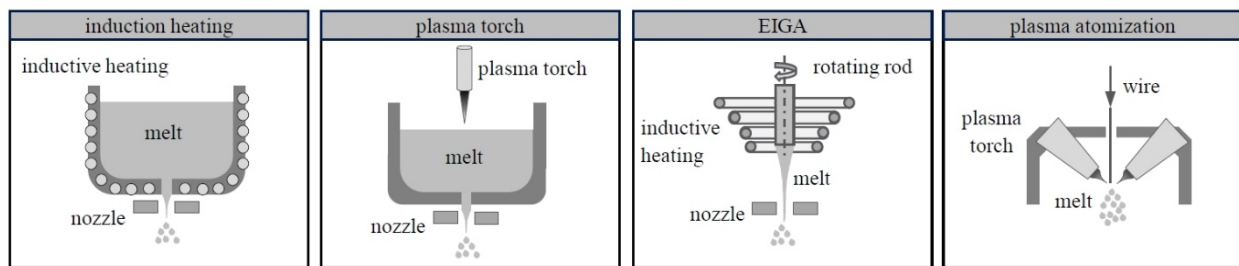 induction heating
inductive heating
melt
nozzle
plasma torch
plasma torch
melt
nozzle
EIGA
rotating rod
inductive
heating
melt
nozzle
plasma atomization
wire
plasma
torch
melt